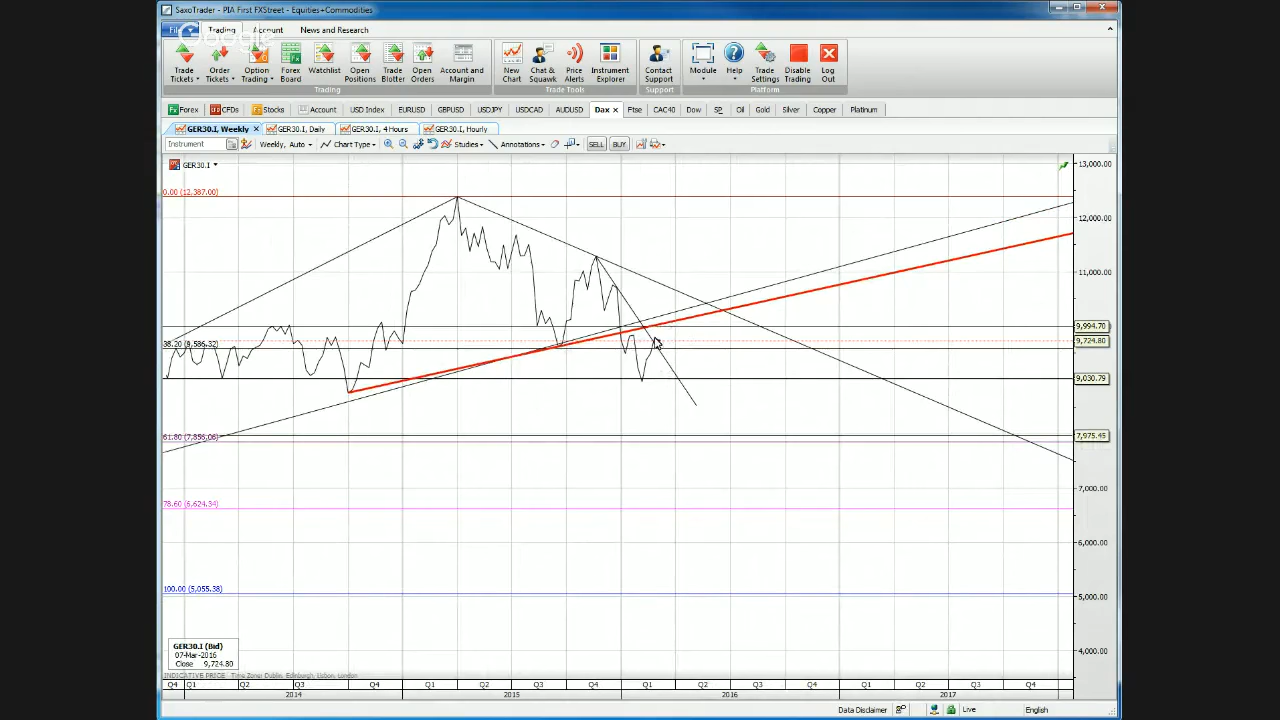 SaxoTrader - PIA First FXStreet - Equities+Commodities
File Trading Account News and Research
Google
Trade Tickets Order Tickets Option Trading Forex Board Watchlist Open Positions Trade Blotter Open Orders Account and Margin New Chart Chat & Squawk Price Alerts Instrument Explorer Contact Support Module Help Trade Settings Disable Trading Log Out
Trading Trade Tools Support Platform
Forex CFDs Stocks Account USD Index EURUSD GBPUSD USDJPY USDCAD AUDUSD Dax x Ftse CAC40 Dow SP Oil Gold Silver Copper Platinum
GER30.I, Weekly GER30.I, Daily GER30.I, 4 Hours GER30.I, Hourly
Instrument Weekly, Auto Chart Type Studies Annotations SELL BUY
GER30.I
13,000.00
0.00 (12,387.00)
12,000.00
11,000.00
9,994.70
9,724.80
38.20 (9,586.32)
9,030.79
7,975.45
61.80 (7,856.06)
7,000.00
78.60 (6,624.34)
6,000.00
100.00 (5,055.38)
5,000.00
4,000.00
GER30.I (Bid)
07-Mar-2016
Close 9,724.80
INDICATIVE PRICE - Time Zone: Dublin, Edinburgh, Lisbon, London
Q4 Q1 Q2 Q3 Q4 Q1 Q2 Q3 Q4 Q1 Q2 Q3 Q4 Q1 Q2 Q3 Q4
2014 2015 2016 2017
Data Disclaimer Live English